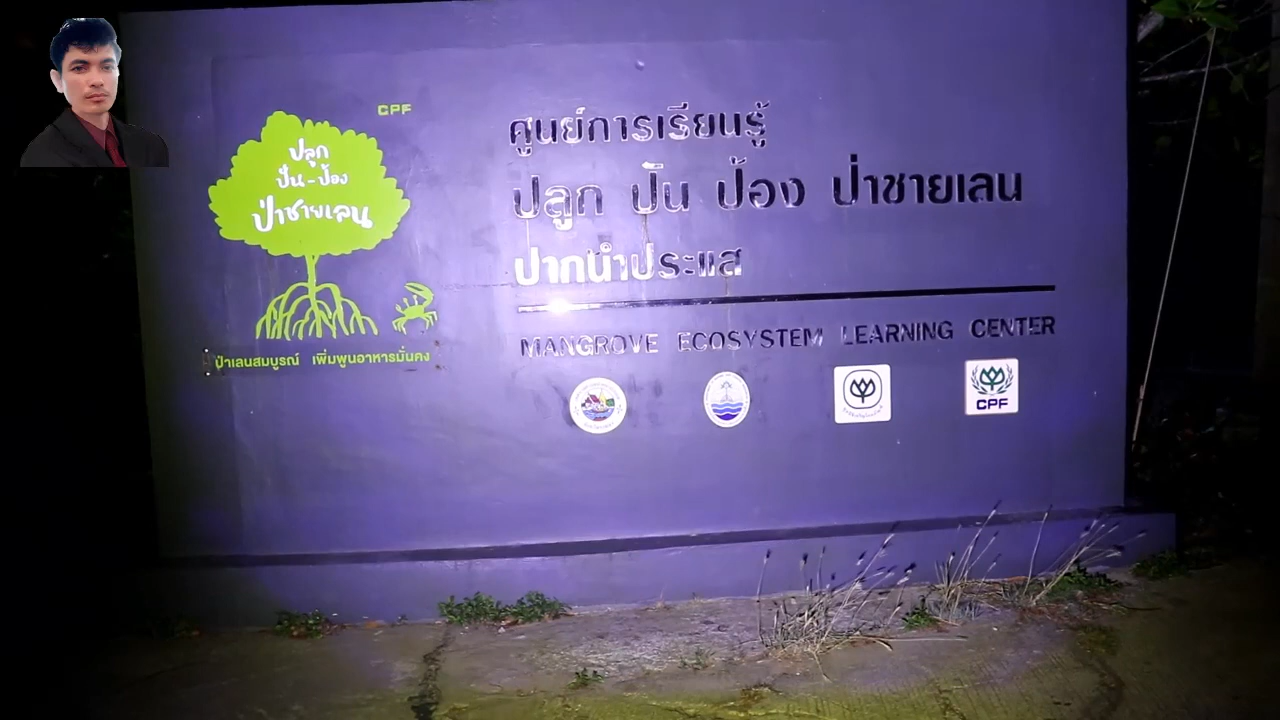 CPF
ปลูก
ปัน-ป้อง
ป่าชายเลน
ป่าเลนสมบูรณ์ เพิ่มพูนอาหารมั่นคง
ศูนย์การเรียนรู้
ปลูก ปัน ป้อง ป่าชายเลน
ปากน้ำประแส
MANGROVE ECOSYSTEM LEARNING CENTER
CPF